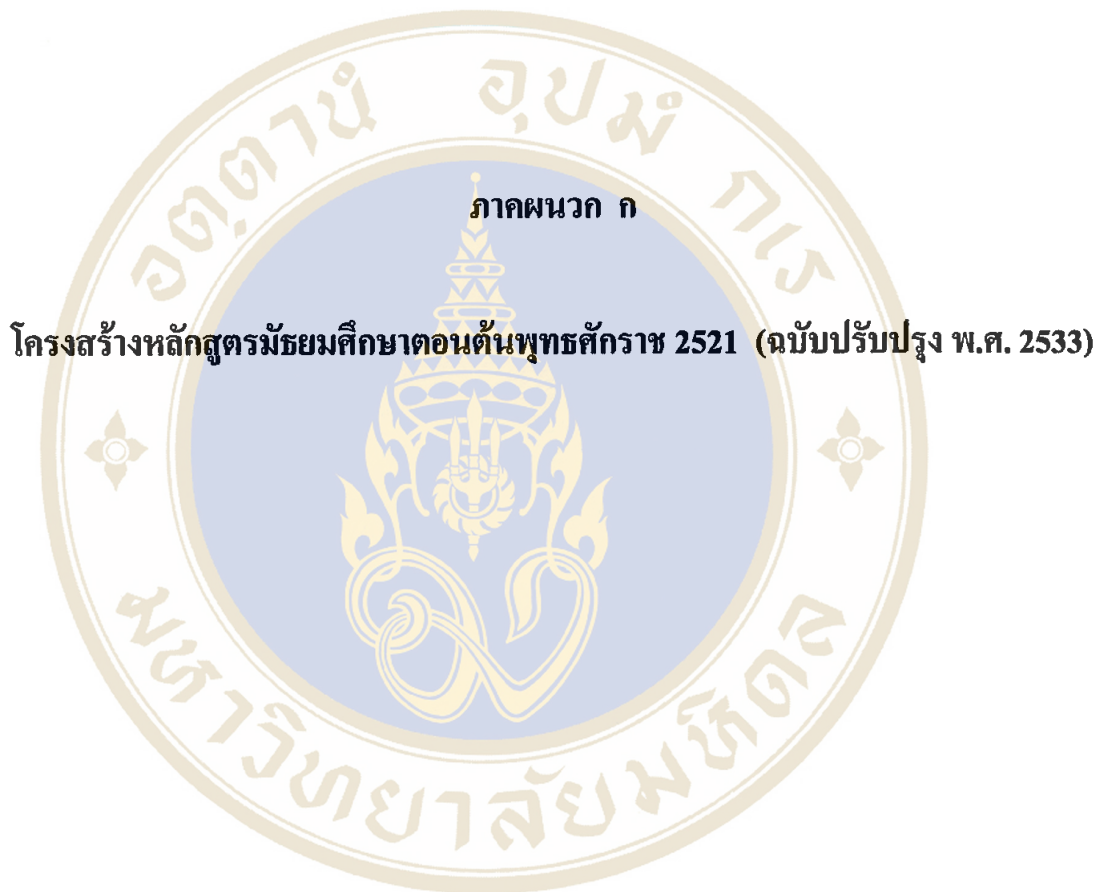 อตฺตานํ อุปมํ กเร
ภาคผนวก ก
โครงสร้างหลักสูตรมัธยมศึกษาตอนต้นพุทธศักราช 2521 (ฉบับปรับปรุง พ.ศ. 2533)
มหาวิทยาลัยมหิดล